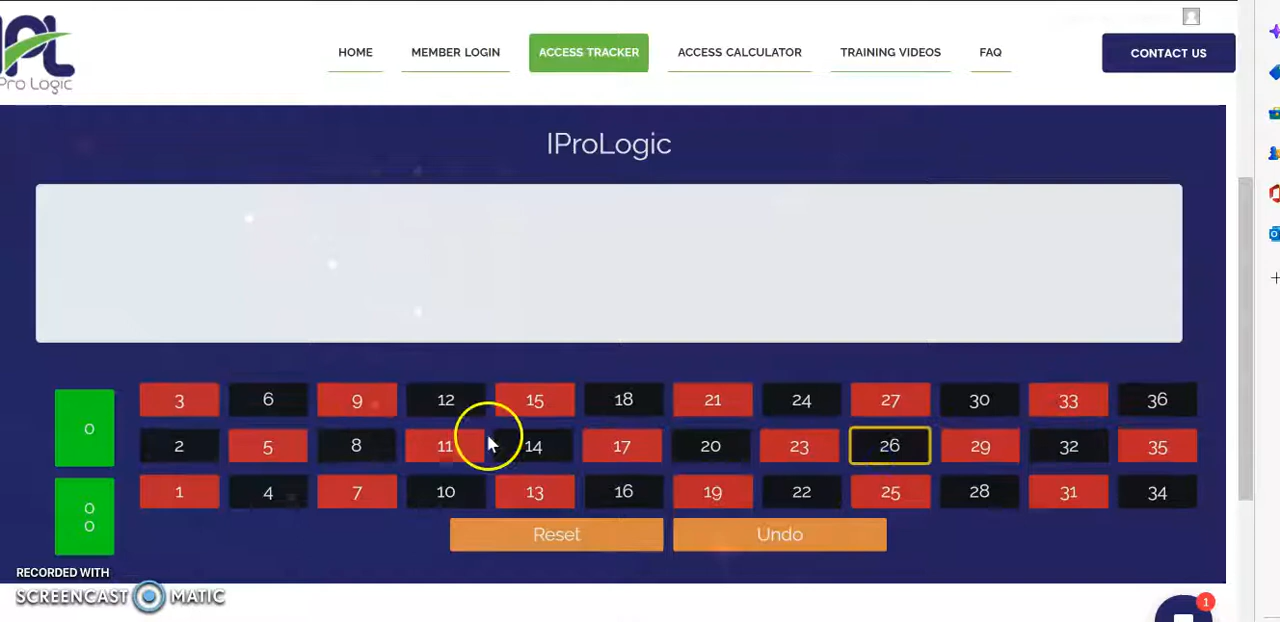 IPL
Pro Logic
HOME MEMBER LOGIN ACCESS TRACKER ACCESS CALCULATOR TRAINING VIDEOS FAQ CONTACT US
IProLogic
3 6 9 12 15 18 21 24 27 30 33 36
0
2 5 8 11 14 17 20 23 26 29 32 35
1 4 7 10 13 16 19 22 25 28 31 34
0
0
Reset Undo
RECORDED WITH
SCREENCAST MATIC
1